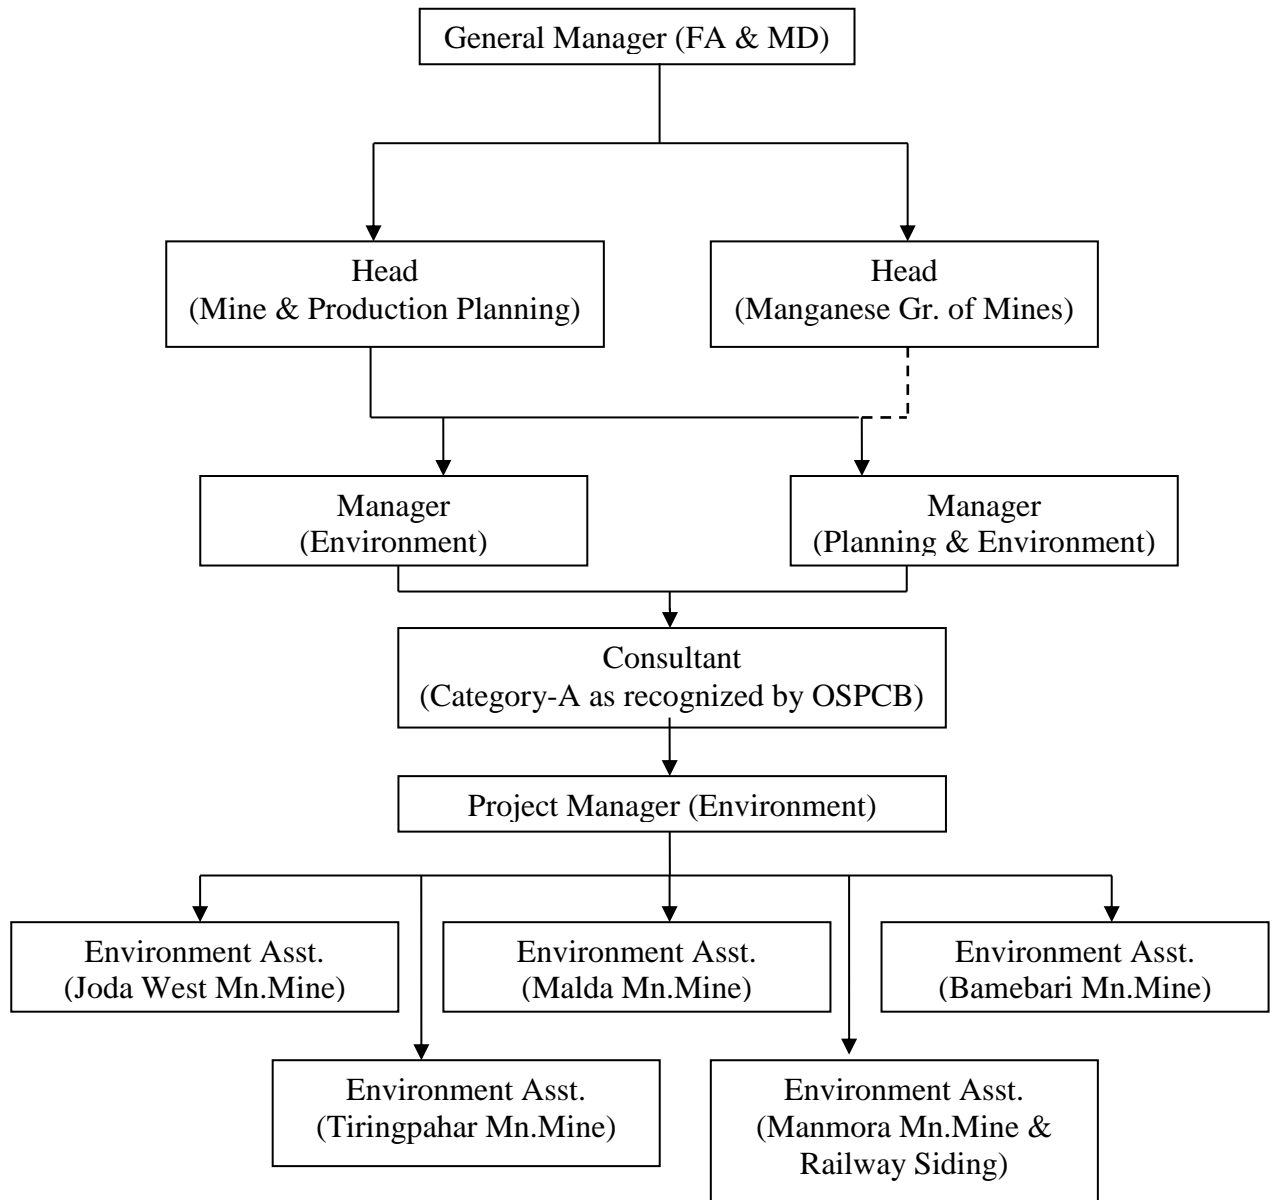 General Manager (FA & MD)
Head
(Mine & Production Planning)
Head
(Manganese Gr. of Mines)
Manager
(Environment)
Manager
(Planning & Environment)
Consultant
(Category-A as recognized by OSPCB)
Project Manager (Environment)
Environment Asst.
(Joda West Mn.Mine)
Environment Asst.
(Malda Mn.Mine)
Environment Asst.
(Bamebari Mn.Mine)
Environment Asst.
(Tiringpahar Mn.Mine)
Environment Asst.
(Manmora Mn.Mine &
Railway Siding)